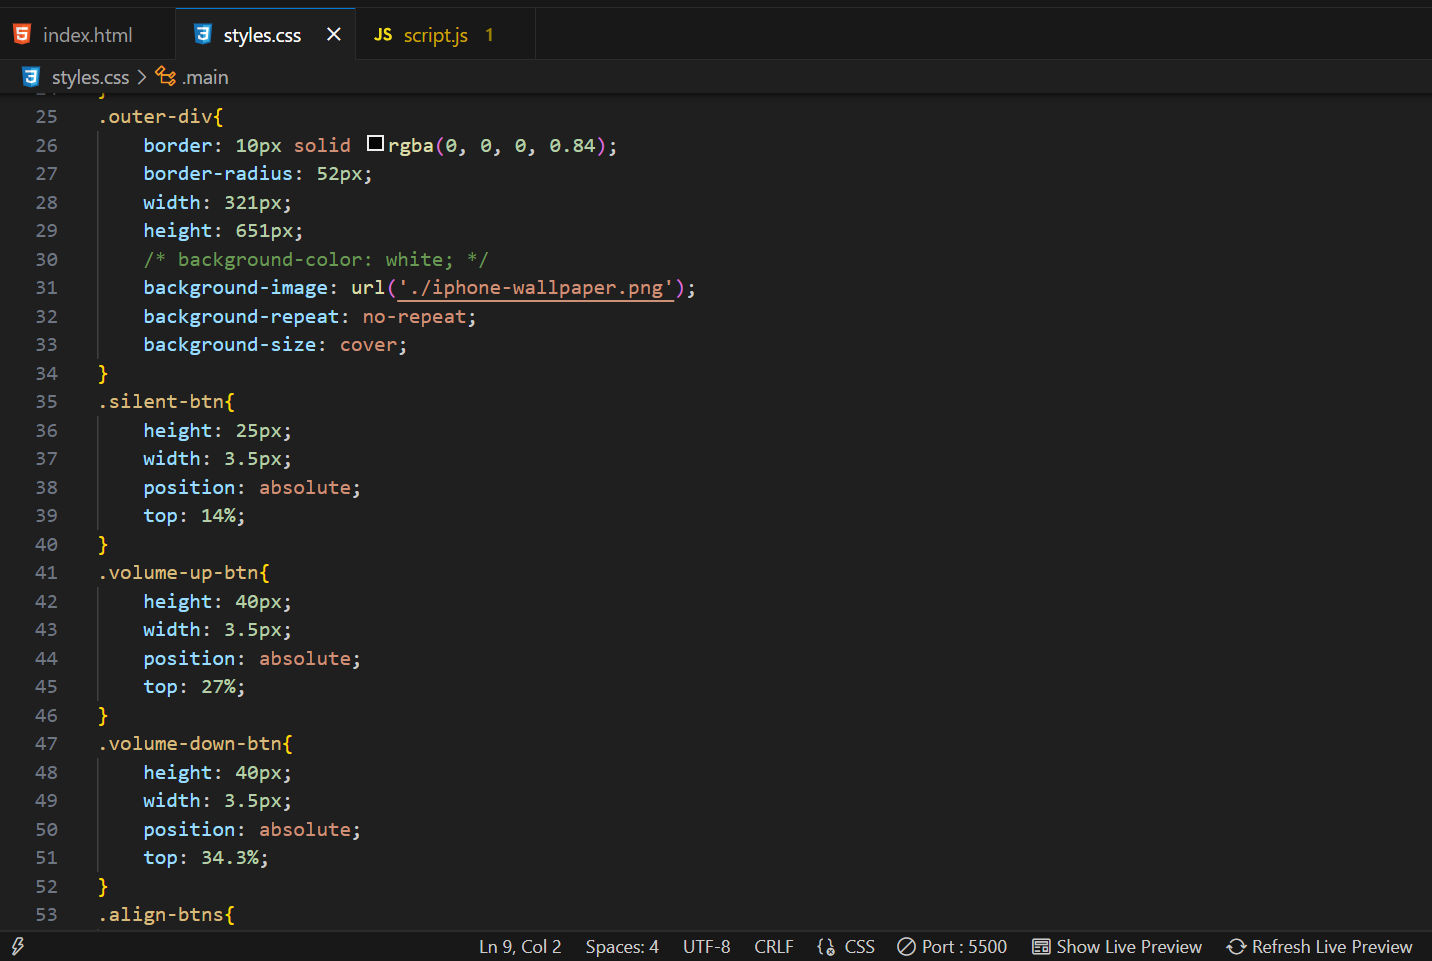 index.html styles.css JS script.js 1
styles.css > .main
25 .outer-div{
26 border: 10px solid rgba(0, 0, 0, 0.84);
27 border-radius: 52px;
28 width: 321px;
29 height: 651px;
30 /* background-color: white; */
31 background-image: url('./iphone-wallpaper.png');
32 background-repeat: no-repeat;
33 background-size: cover;
34 }
35 .silent-btn{
36 height: 25px;
37 width: 3.5px;
38 position: absolute;
39 top: 14%;
40 }
41 .volume-up-btn{
42 height: 40px;
43 width: 3.5px;
44 position: absolute;
45 top: 27%;
46 }
47 .volume-down-btn{
48 height: 40px;
49 width: 3.5px;
50 position: absolute;
51 top: 34.3%;
52 }
53 .align-btns{
Ln 9, Col 2 Spaces: 4 UTF-8 CRLF CSS Port : 5500 Show Live Preview Refresh Live Preview